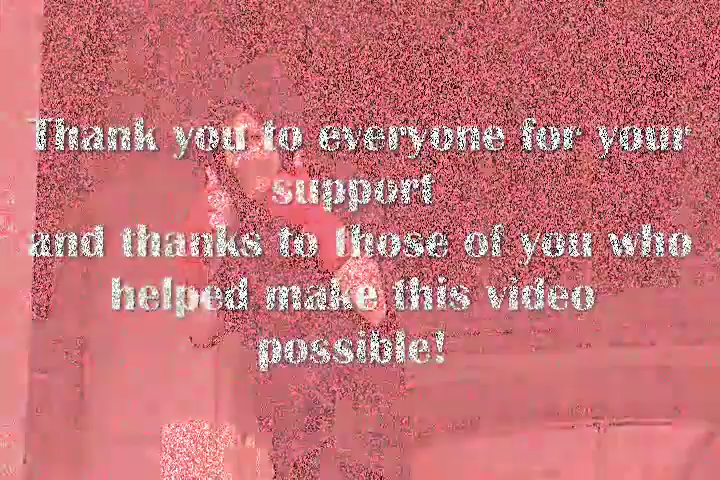 Thank you to everyone for your
support
and thanks to those of you who
helped make this video
possible!